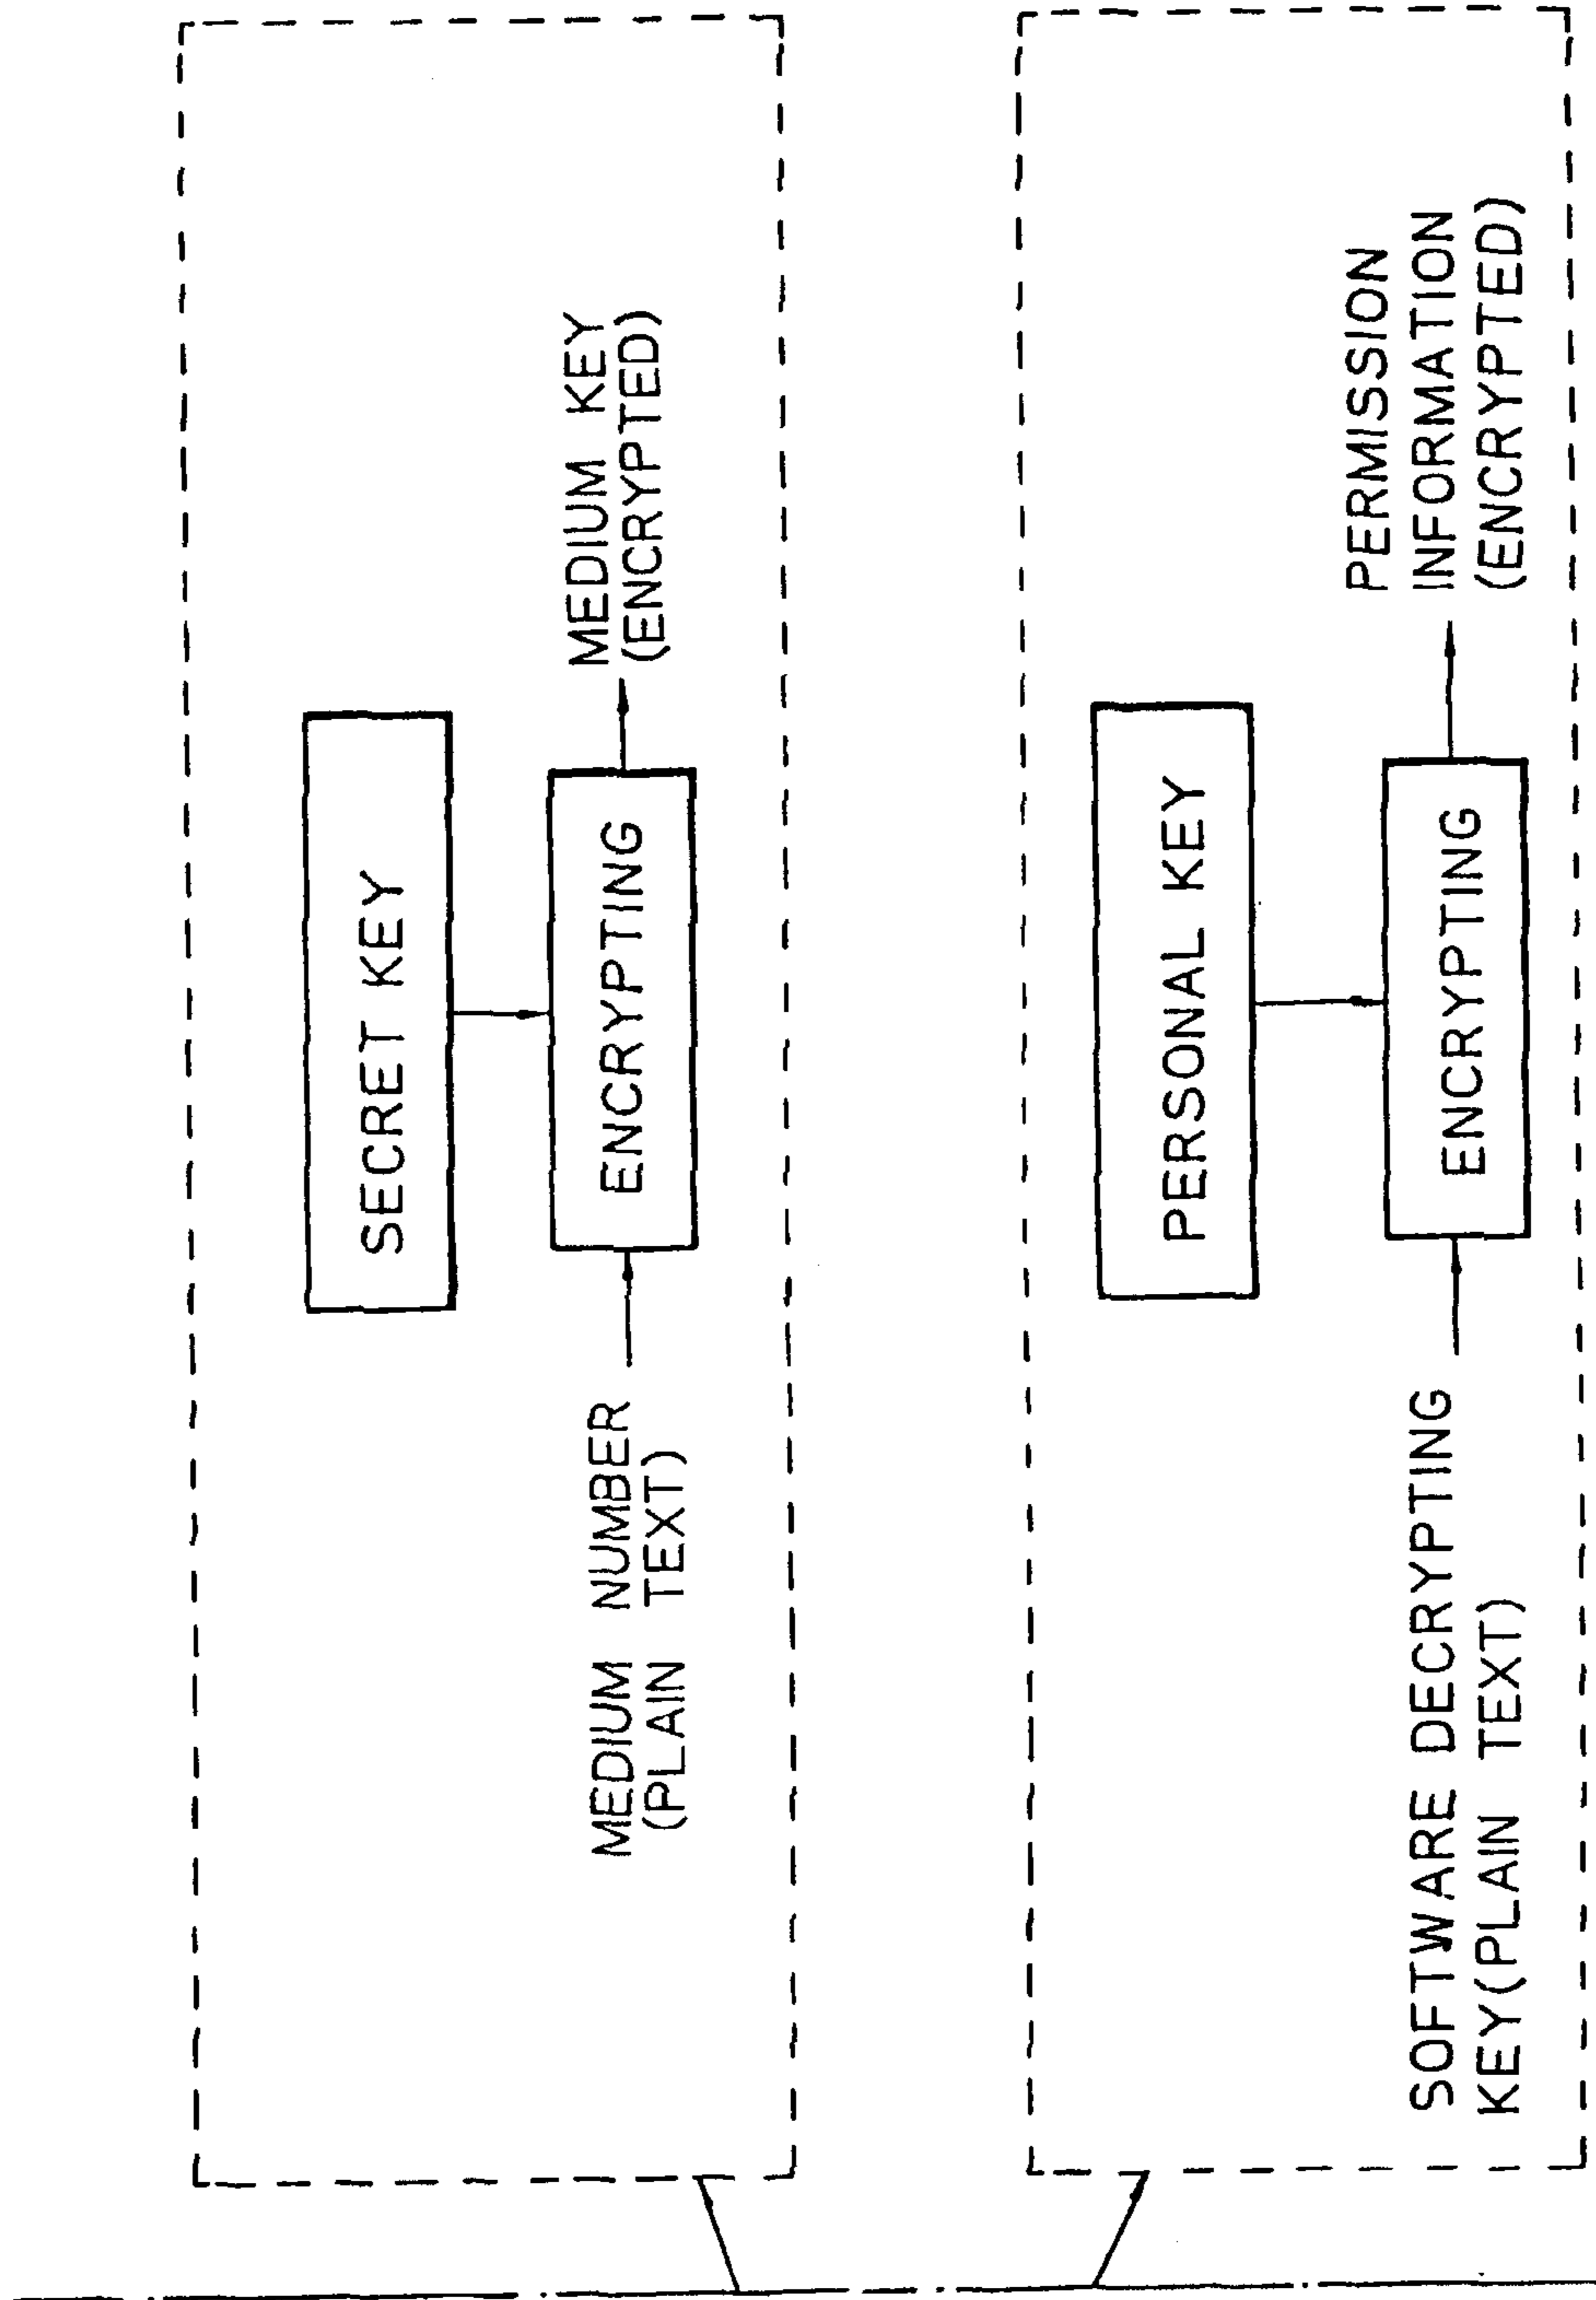 SECRET KEY
MEDIUM NUMBER
(PLAIN TEXT)
ENCRYPTING
MEDIUM KEY
(ENCRYPTED)
PERSONAL KEY
SOFTWARE DECRYPTING
KEY(PLAIN TEXT)
ENCRYPTING
PERMISSION
INFORMATION
(ENCRYPTED)